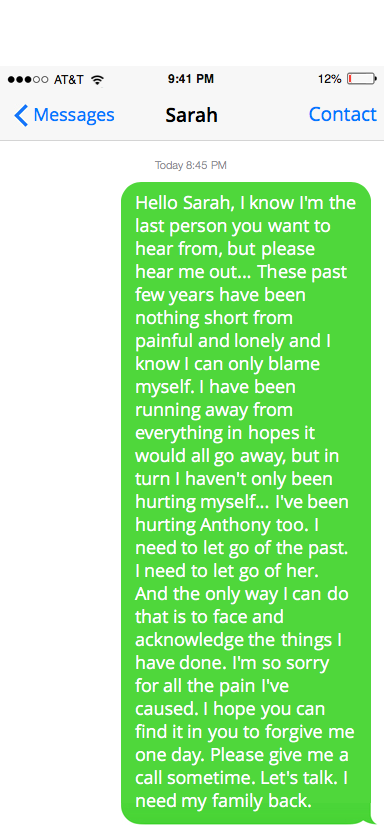 AT&T 9:41 PM 12%
Messages Sarah Contact
Today 8:45 PM
Hello Sarah, I know I'm the
last person you want to
hear from, but please
hear me out... These past
few years have been
nothing short from
painful and lonely and I
know I can only blame
myself. I have been
running away from
everything in hopes it
would all go away, but in
turn I haven't only been
hurting myself... I've been
hurting Anthony too. I
need to let go of the past.
I need to let go of her.
And the only way I can do
that is to face and
acknowledge the things I
have done. I'm so sorry
for all the pain I've
caused. I hope you can
find it in you to forgive me
one day. Please give me a
call sometime. Let's talk. I
need my family back.